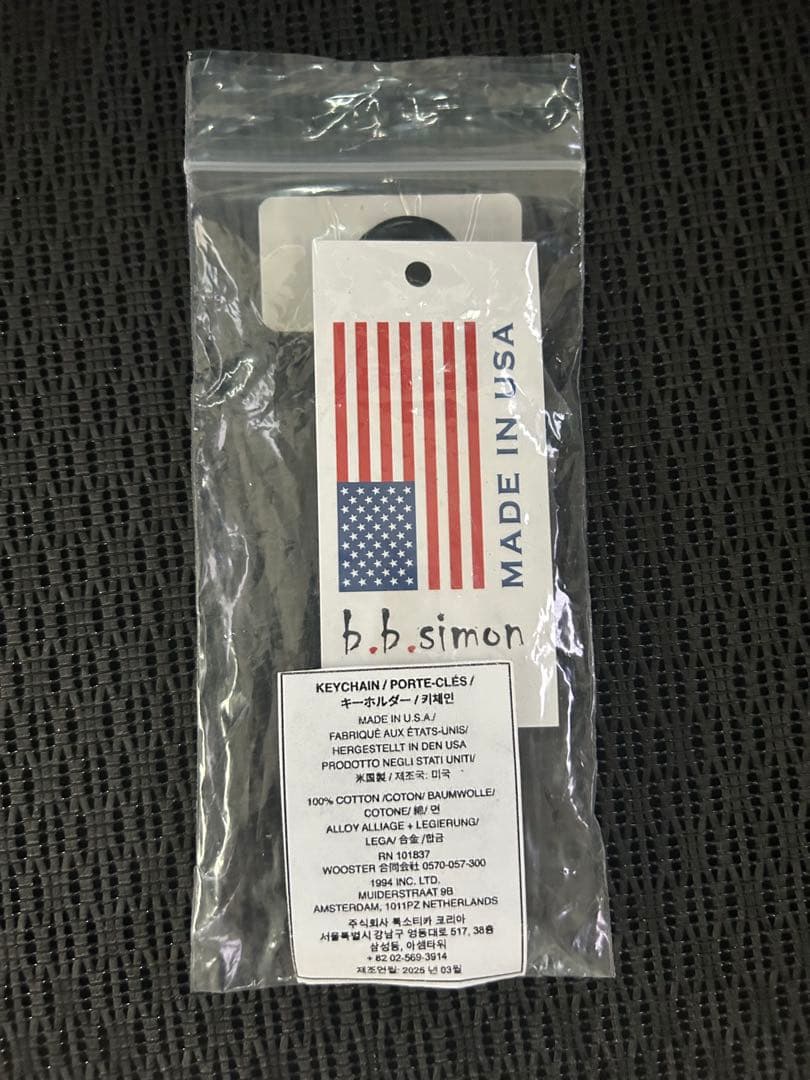 MADE IN USA
b.b.simon
KEYCHAIN / PORTE-CLÉS /
キーホルダー / 키체인
MADE IN U.S.A./
FABRIQUÉ AUX ÉTATS-UNIS/
HERGESTELLT IN DEN USA
PRODOTTO NEGLI STATI UNITI/
米国製 / 제조국: 미국
100% COTTON /COTON/ BAUMWOLLE/
COTONE/ 綿/ 면
ALLOY ALLIAGE + LEGIERUNG/
LEGA/ 合金 /합금
RN 101837
WOOSTER 合同会社 0570-057-300
1994 INC. LTD.
MUIDERSTRAAT 9B
AMSTERDAM, 1011PZ NETHERLANDS
주식회사 톡스티카 코리아
서울특별시 강남구 영동대로 517, 38층
삼성동, 아셈타워
+ 82 02-569-3914
제조연월: 2025 년 03월